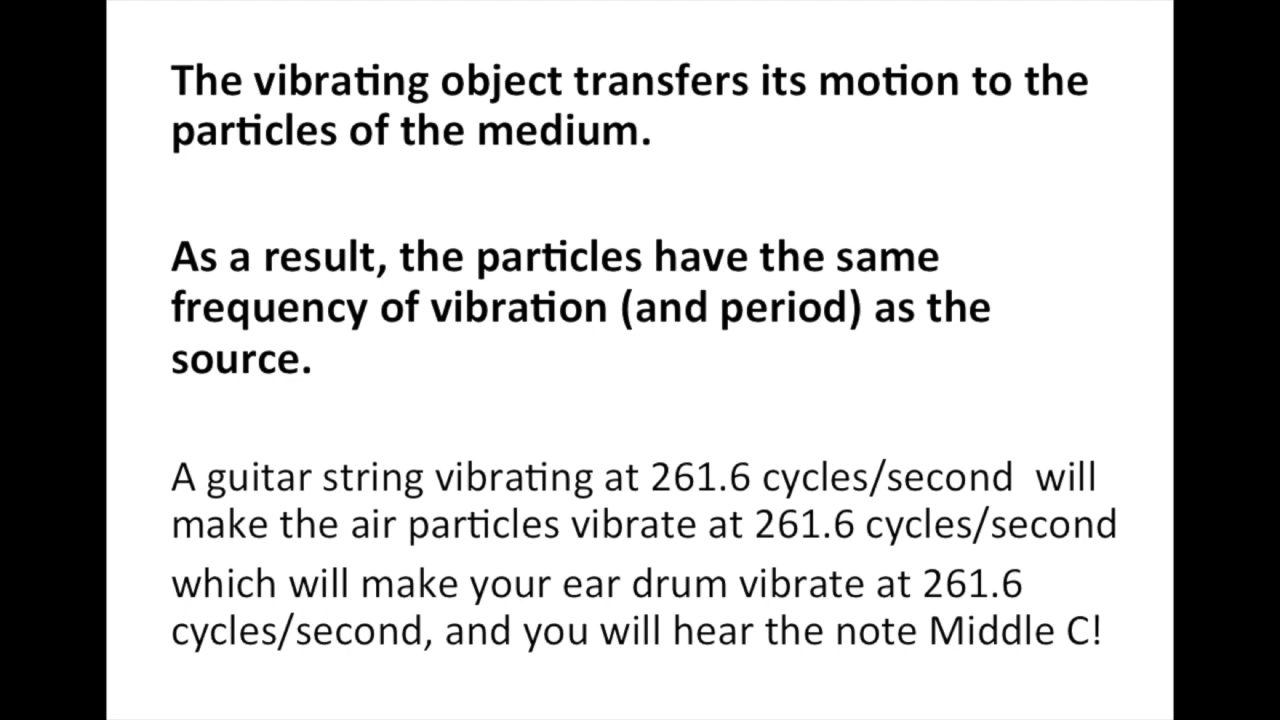 The vibrating object transfers its motion to the
particles of the medium.
As a result, the particles have the same
frequency of vibration (and period) as the
source.
A guitar string vibrating at 261.6 cycles/second  will
make the air particles vibrate at 261.6 cycles/second
which will make your ear drum vibrate at 261.6
cycles/second, and you will hear the note Middle C!